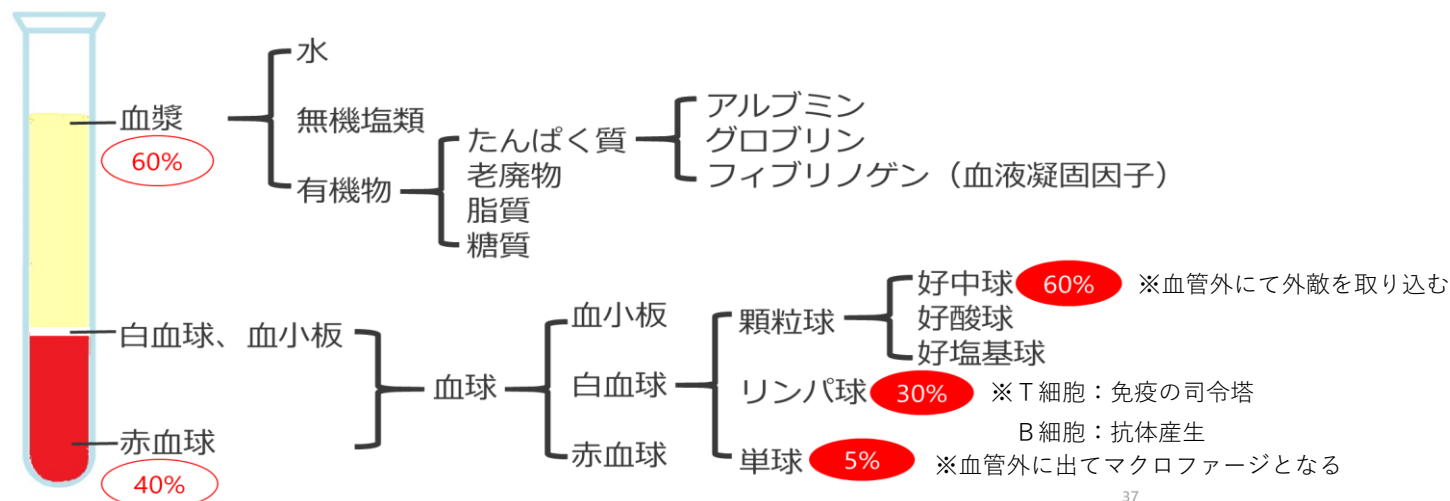 水
血漿
60%
無機塩類
有機物
たんぱく質
老廃物
脂質
糖質
アルブミン
グロブリン
フィブリノゲン（血液凝固因子）
白血球、血小板
赤血球
40%
血球
血小板
白血球
赤血球
顆粒球
好中球 60% ※血管外にて外敵を取り込む
好酸球
好塩基球
リンパ球 30% ※Ｔ細胞：免疫の司令塔
Ｂ細胞：抗体産生
単球 5% ※血管外に出てマクロファージとなる
37